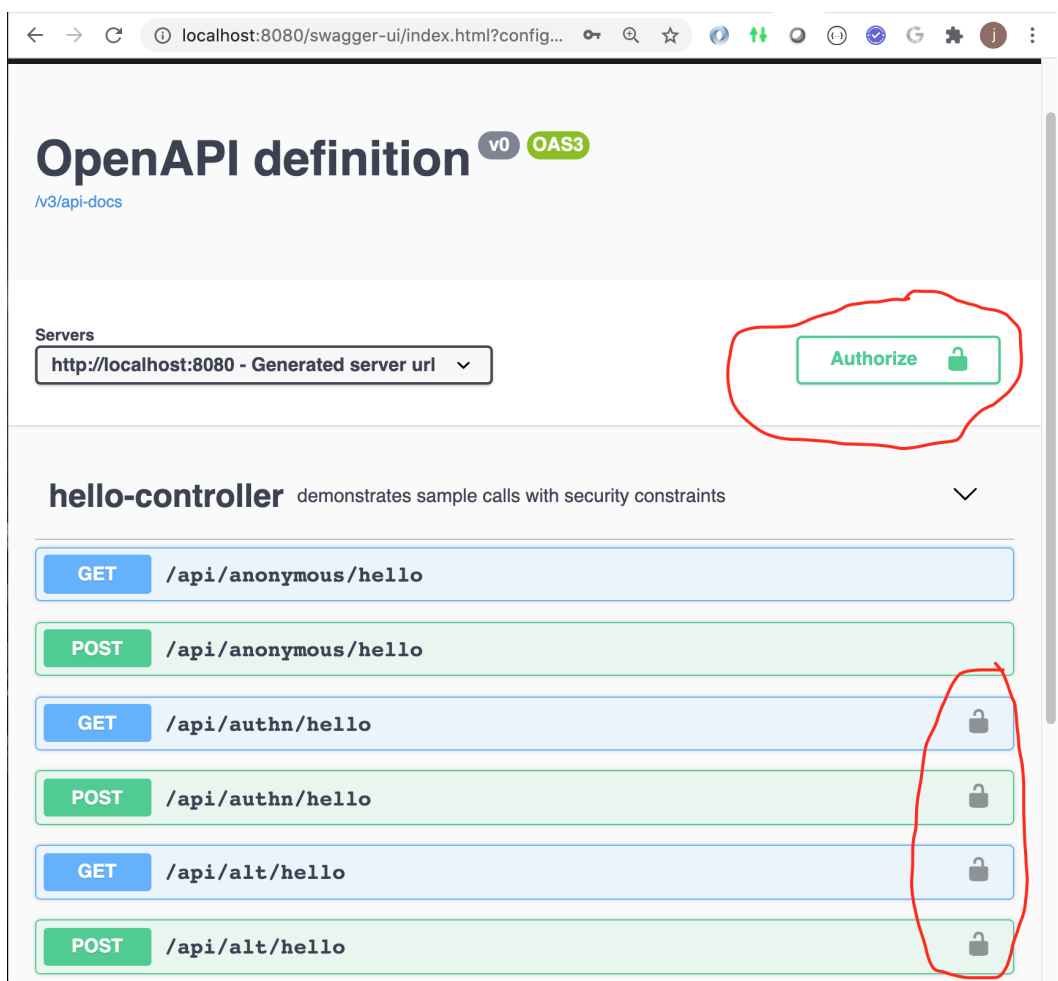 localhost:8080/swagger-ui/index.html?config...
G
j
OpenAPI definition v0 OAS3
/v3/api-docs
Servers
http://localhost:8080 - Generated server url
Authorize
hello-controller demonstrates sample calls with security constraints
GET /api/anonymous/hello
POST /api/anonymous/hello
GET /api/authn/hello
POST /api/authn/hello
GET /api/alt/hello
POST /api/alt/hello